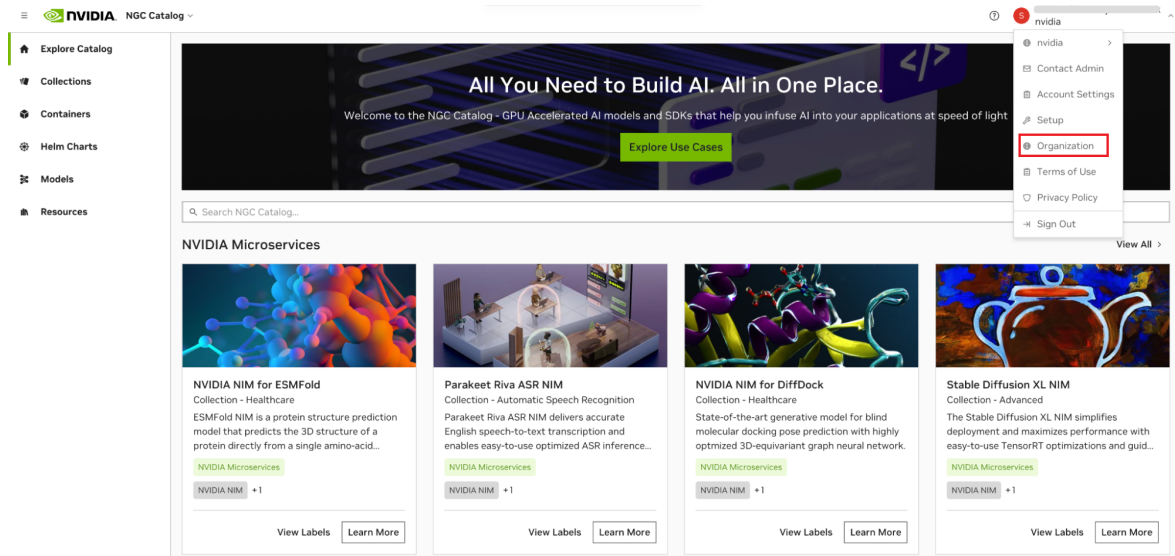 NVIDIA. NGC Catalog
S
nvidia
Explore Catalog
Collections
Containers
Helm Charts
Models
Resources
All You Need to Build AI. All in One Place.
Welcome to the NGC Catalog - GPU Accelerated AI models and SDKs that help you infuse AI into your applications at speed of light
Explore Use Cases
nvidia
Contact Admin
Account Settings
Setup
Organization
Terms of Use
Privacy Policy
Sign Out
Search NGC Catalog...
NVIDIA Microservices
View All
NVIDIA NIM for ESMFold
Collection - Healthcare
ESMFold NIM is a protein structure prediction
model that predicts the 3D structure of a
protein directly from a single amino-acid...
NVIDIA Microservices
NVIDIA NIM +1
View Labels Learn More
Parakeet Riva ASR NIM
Collection - Automatic Speech Recognition
Parakeet Riva ASR NIM delivers accurate
English speech-to-text transcription and
enables easy-to-use optimized ASR inference...
NVIDIA Microservices
NVIDIA NIM +1
View Labels Learn More
NVIDIA NIM for DiffDock
Collection - Healthcare
State-of-the-art generative model for blind
molecular docking pose prediction with highly
optmized 3D-equivariant graph neural network.
NVIDIA Microservices
NVIDIA NIM +1
View Labels Learn More
Stable Diffusion XL NIM
Collection - Advanced
The Stable Diffusion XL NIM simplifies
deployment and maximizes performance with
easy-to-use TensorRT optimizations and guid...
NVIDIA Microservices
NVIDIA NIM +1
View Labels Learn More